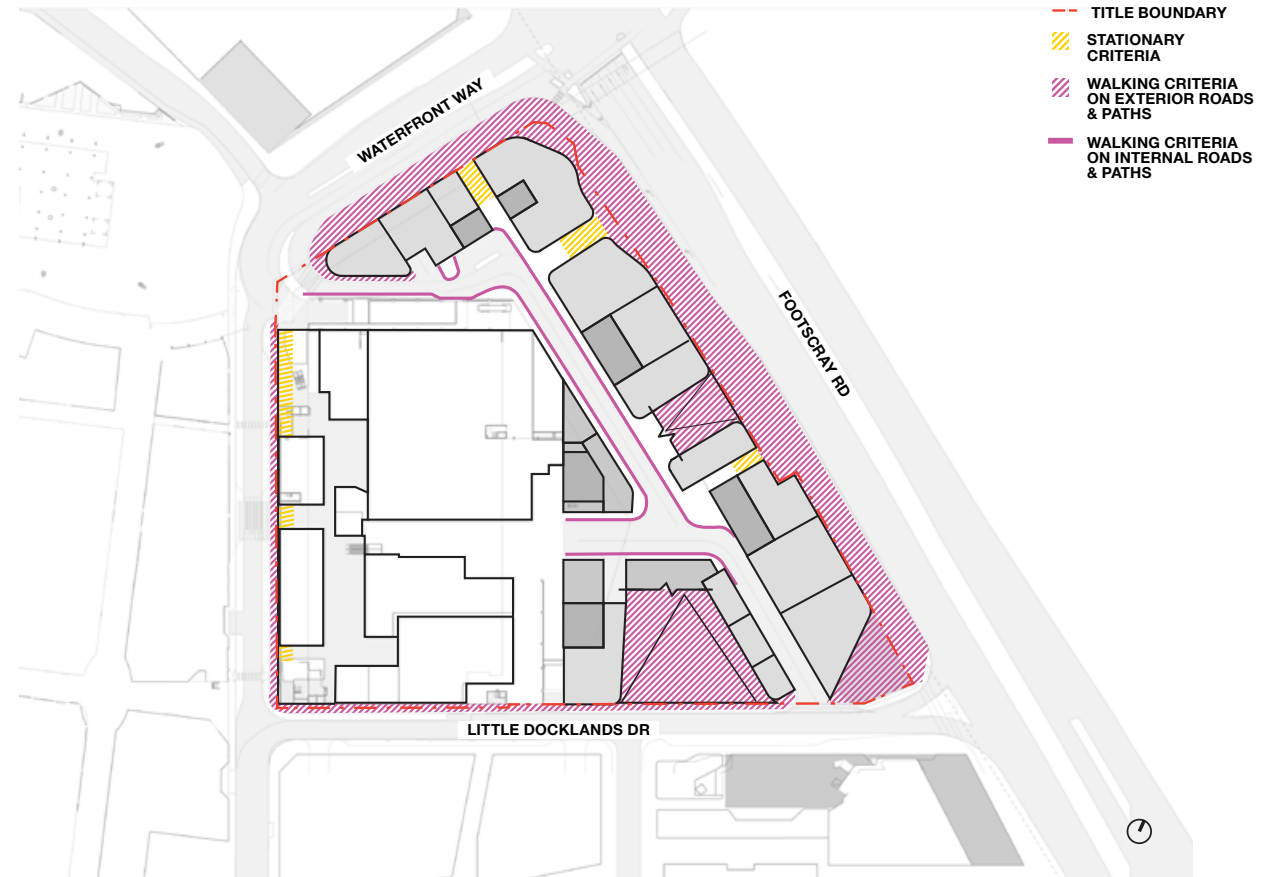 TITLE BOUNDARY
STATIONARY
CRITERIA
WALKING CRITERIA
ON EXTERIOR ROADS
& PATHS
WALKING CRITERIA
ON INTERNAL ROADS
& PATHS
WATERFRONT WAY
FOOTSCRAY RD
LITTLE DOCKLANDS DR